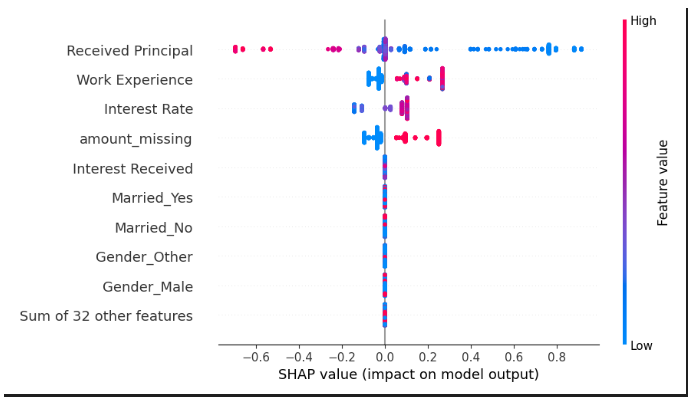 High
Received Principal
Work Experience
Interest Rate
amount_missing
Interest Received
Married_Yes
Married_No
Gender_Other
Gender_Male
Sum of 32 other features
Feature value
Low
−0.6 −0.4 −0.2 0.0 0.2 0.4 0.6 0.8
SHAP value (impact on model output)